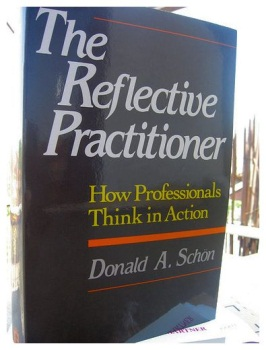 The
Reflective
Practitioner
How Professionals
Think in Action
Donald A. Schon